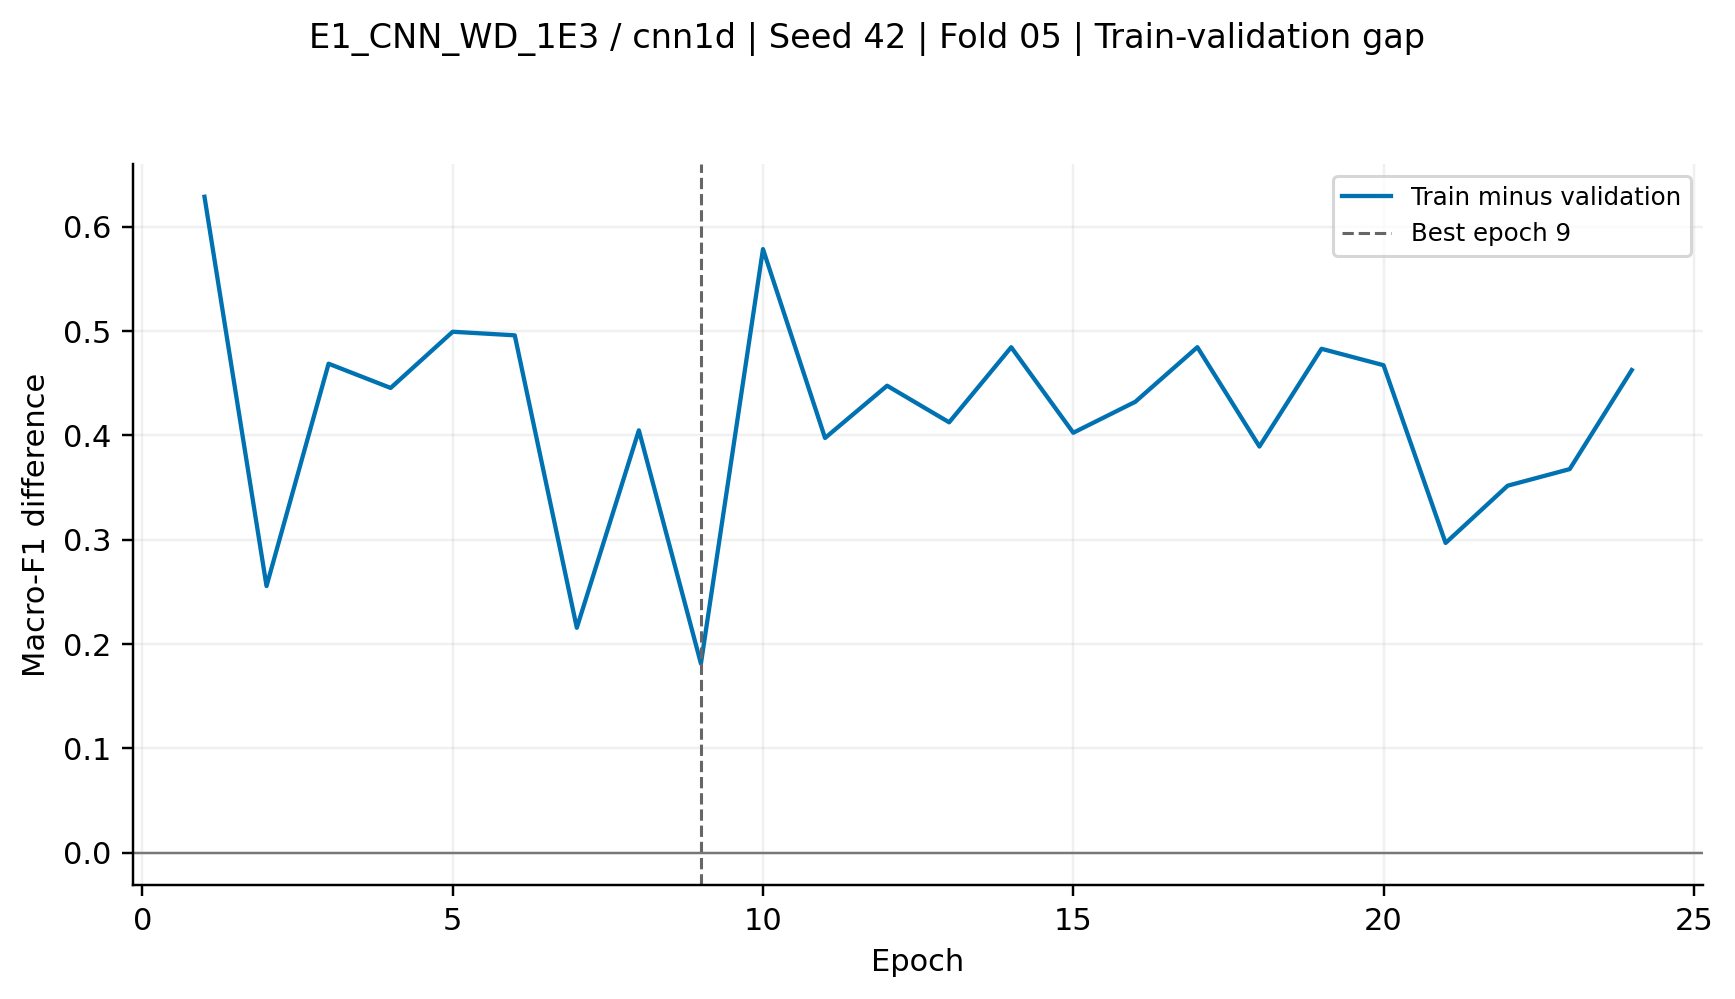 E1_CNN_WD_1E3 / cnn1d | Seed 42 | Fold 05 | Train-validation gap
Train minus validation
Best epoch 9
Macro-F1 difference
0.6
0.5
0.4
0.3
0.2
0.1
0.0
0
5
10
15
20
25
Epoch